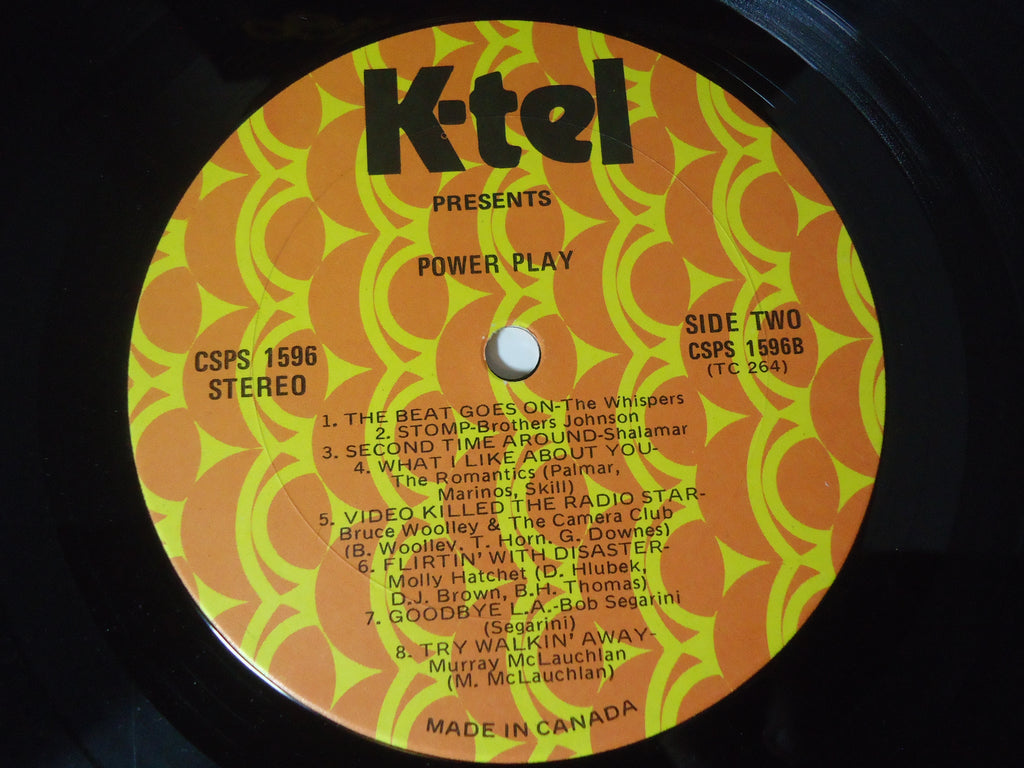 K-tel
PRESENTS
POWER PLAY
CSPS 1596
STEREO
SIDE TWO
CSPS 1596B
(TC 264)
1. THE BEAT GOES ON-The Whispers
2. STOMP-Brothers Johnson
3. SECOND TIME AROUND-Shalamar
4. WHAT I LIKE ABOUT YOU-
The Romantics (Palmar,
Marinos, Skill)
5. VIDEO KILLED THE RADIO STAR-
Bruce Woolley & The Camera Club
(B. Woolley. T. Horn. G. Downes)
6. FLIRTIN' WITH DISASTER-
Molly Hatchet (D. Hlubek,
D.J. Brown, B.H. Thomas)
7. GOODBYE L.A.-Bob Segarini
(Segarini)
8. TRY WALKIN' AWAY-
Murray McLauchlan
(M. McLauchlan)
MADE IN CANADA